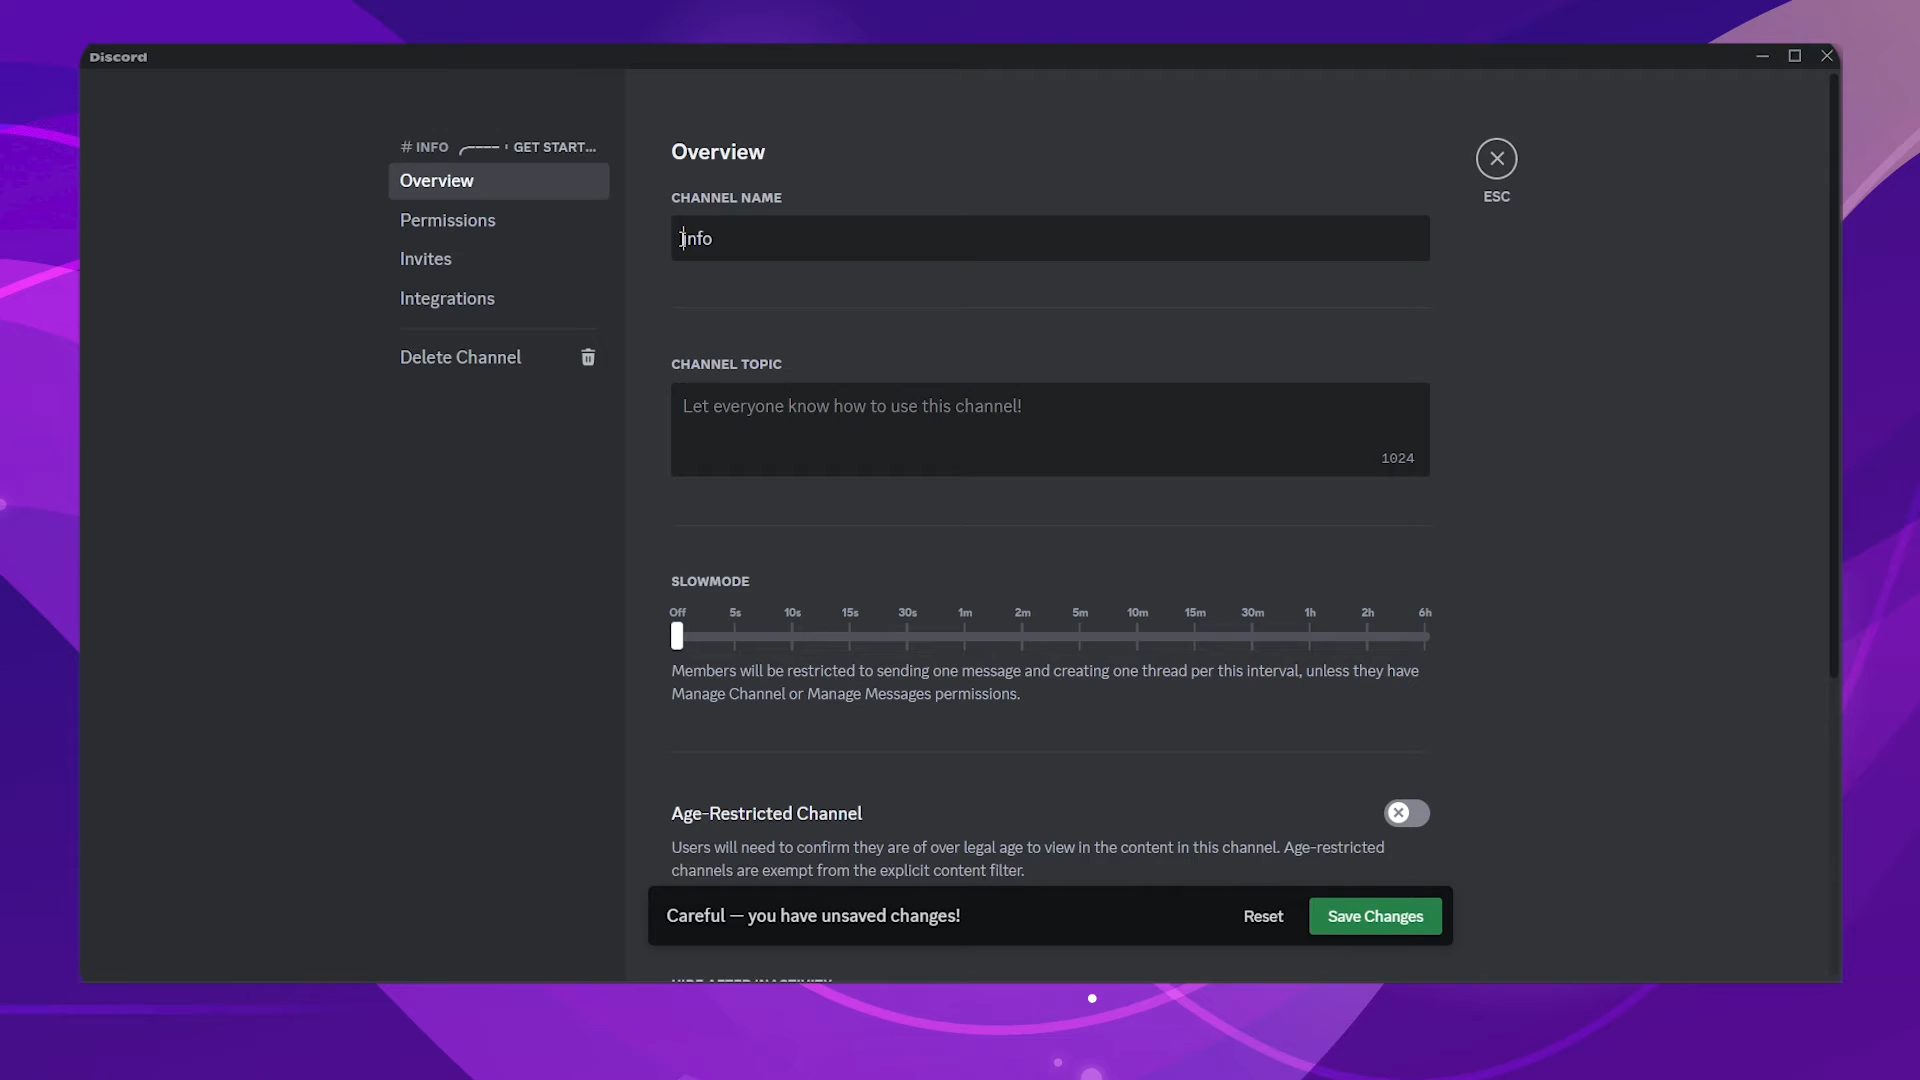 Discord
# INFO ╭──── · GET START...
Overview
Permissions
Invites
Integrations
Delete Channel
Overview
CHANNEL NAME
info
CHANNEL TOPIC
Let everyone know how to use this channel!
1024
SLOWMODE
Off 5s 10s 15s 30s 1m 2m 5m 10m 15m 30m 1h 2h 6h
Members will be restricted to sending one message and creating one thread per this interval, unless they have
Manage Channel or Manage Messages permissions.
Age-Restricted Channel
Users will need to confirm they are of over legal age to view in the content in this channel. Age-restricted
channels are exempt from the explicit content filter.
Careful — you have unsaved changes!
Reset
Save Changes
HIDE AFTER INACTIVITY
ESC